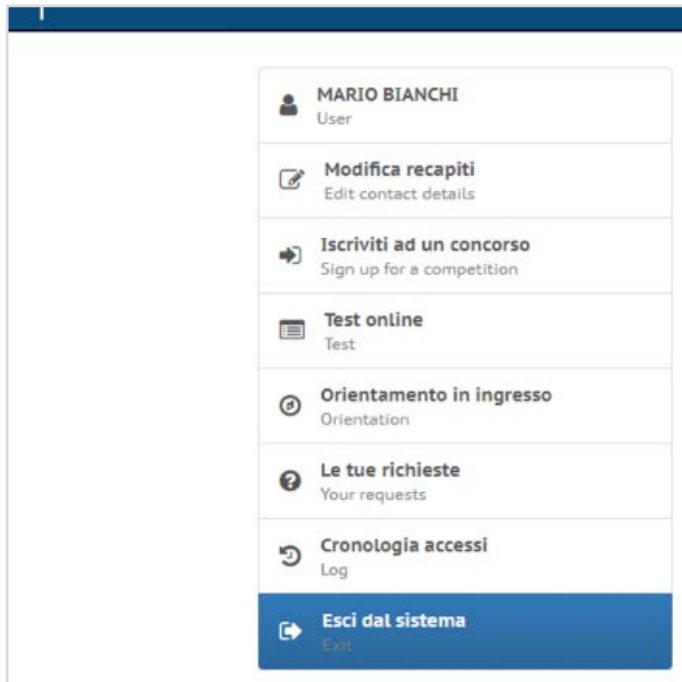 MARIO BIANCHI
User
Modifica recapiti
Edit contact details
Iscriviti ad un concorso
Sign up for a competition
Test online
Test
Orientamento in ingresso
Orientation
Le tue richieste
Your requests
Cronologia accessi
Log
Esci dal sistema
Exit